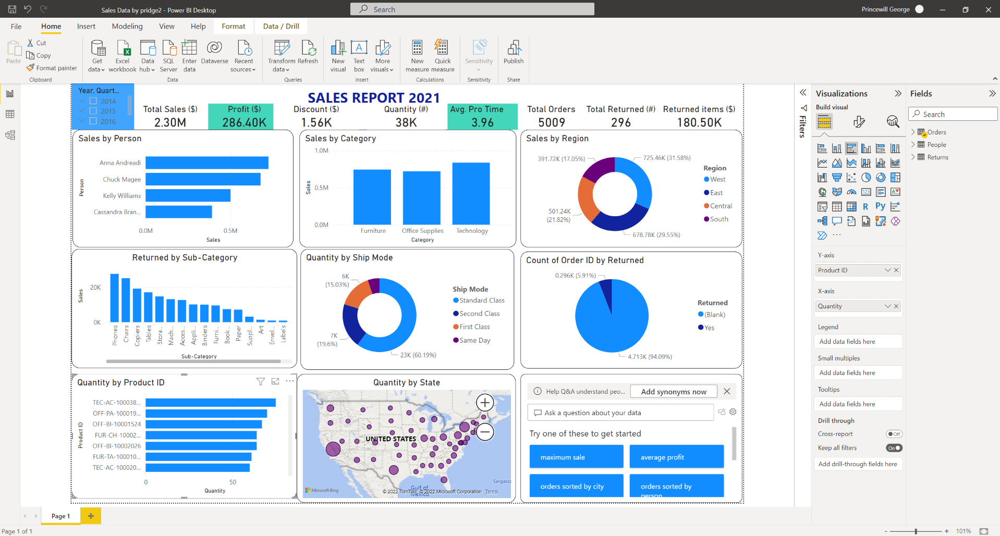 Sales Data by pridge2 - Power BI Desktop
Search
Princewill George
File
Home
Insert
Modeling
View
Help
Format
Data / Drill
Paste
Cut
Copy
Format painter
Clipboard
Get data
Excel workbook
Data hub
SQL Server
Enter data
Dataverse
Recent sources
Data
Transform data
Refresh
Queries
New visual
Text box
More visuals
Insert
New measure
Quick measure
Calculations
Sensitivity
Sensitivity
Publish
Share
Year, Quart...
2014
2015
2016
SALES REPORT 2021
Total Sales ($)
2.30M
Profit ($)
286.40K
Discount ($)
1.56K
Quantity (#)
38K
Avg. Pro Time
3.96
Total Orders
5009
Total Returned (#)
296
Returned items ($)
180.50K
Sales by Person
Person
Anna Andreadi
Chuck Magee
Kelly Williams
Cassandra Bran...
0.0M
0.5M
Sales
Sales by Category
Sales
1.0M
0.5M
0.0M
Furniture
Office Supplies
Technology
Category
Sales by Region
391.72K (17.05%)
725.46K (31.58%)
501.24K
(21.82%)
678.78K (29.55%)
Region
West
East
Central
South
Returned by Sub-Category
Sales
20K
0K
Phones
Chairs
Copiers
Tables
Stora...
Mach...
Acces...
Appli...
Binders
Furni...
Book...
Paper
Suppl...
Art
Envel...
Labels
Sub-Category
Quantity by Ship Mode
6K
(15.03%)
7K
(19.6%)
23K (60.19%)
Ship Mode
Standard Class
Second Class
First Class
Same Day
Count of Order ID by Returned
0.296K (5.91%)
4.713K (94.09%)
Returned
(Blank)
Yes
Quantity by Product ID
Product ID
TEC-AC-100038...
OFF-PA-100019...
OFF-BI-10001524
FUR-CH-10002...
OFF-BI-10002026
FUR-TA-100010...
TEC-AC-100020...
0
50
Quantity
Quantity by State
UNITED STATES
Gulf of
Mexico
Sargasso
Microsoft Bing
© 2022 TomTom, © 2022 Microsoft Corporation Terms
Help Q&A understand peo...
Add synonyms now
Ask a question about your data
Try one of these to get started
maximum sale
average profit
orders sorted by city
orders sorted by
person
Filters
Visualizations
Build visual
123
R
Py
Y-axis
Product ID
X-axis
Quantity
Legend
Add data fields here
Small multiples
Add data fields here
Tooltips
Add data fields here
Drill through
Cross-report
Off
Keep all filters
On
Add drill-through fields here
Fields
Search
Orders
People
Returns
Page 1
Page 1 of 1
101%